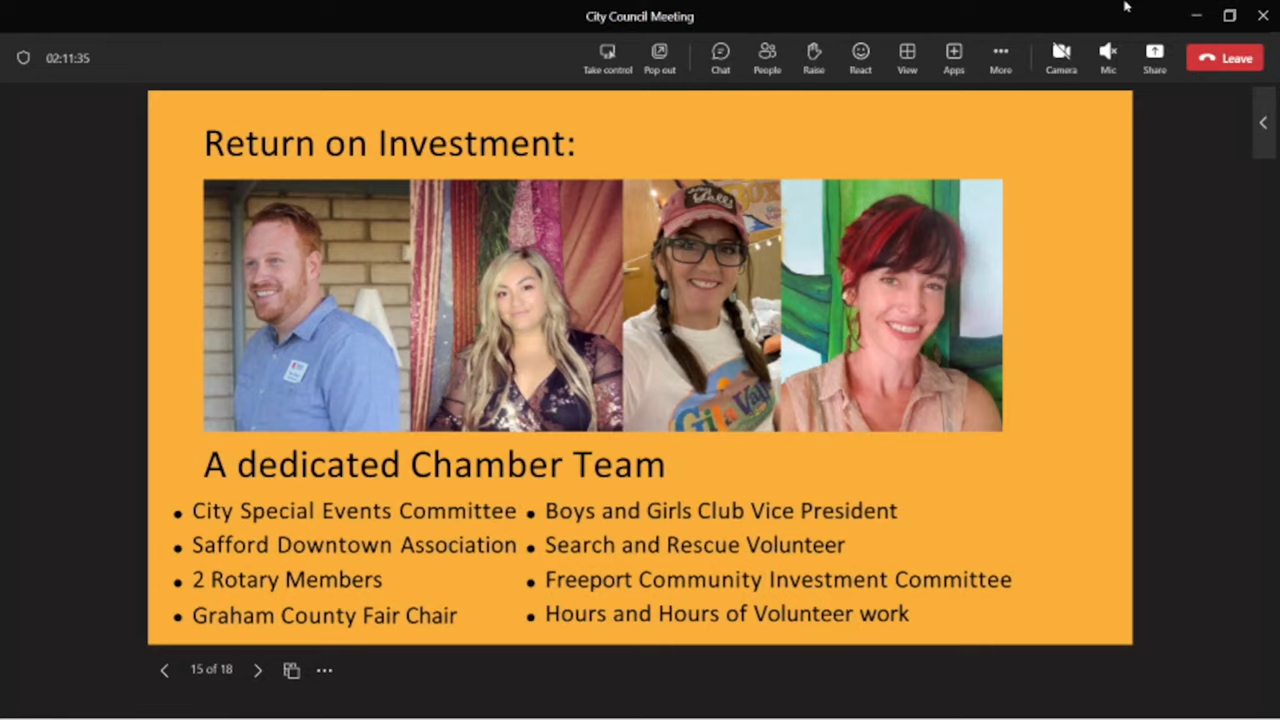 City Council Meeting
02:11:35
Take control
Pop out
Chat
People
Raise
React
View
Apps
More
Camera
Mic
Share
Leave
Return on Investment:
A dedicated Chamber Team
• City Special Events Committee
• Safford Downtown Association
• 2 Rotary Members
• Graham County Fair Chair
• Boys and Girls Club Vice President
• Search and Rescue Volunteer
• Freeport Community Investment Committee
• Hours and Hours of Volunteer work
15 of 18